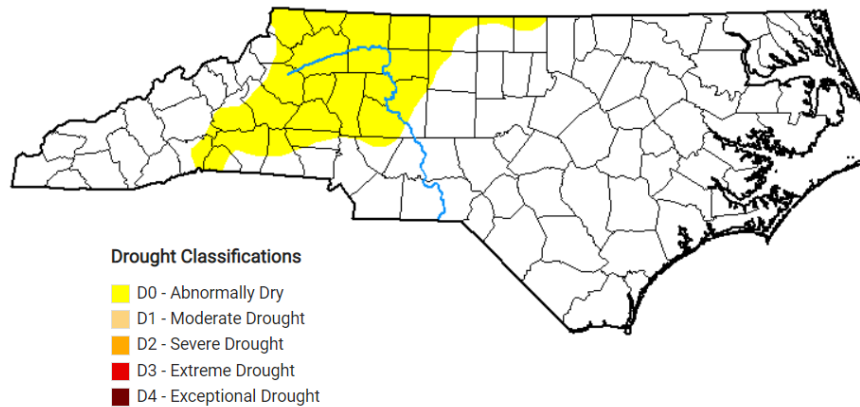 Drought Classifications
D0 - Abnormally Dry
D1 - Moderate Drought
D2 - Severe Drought
D3 - Extreme Drought
D4 - Exceptional Drought